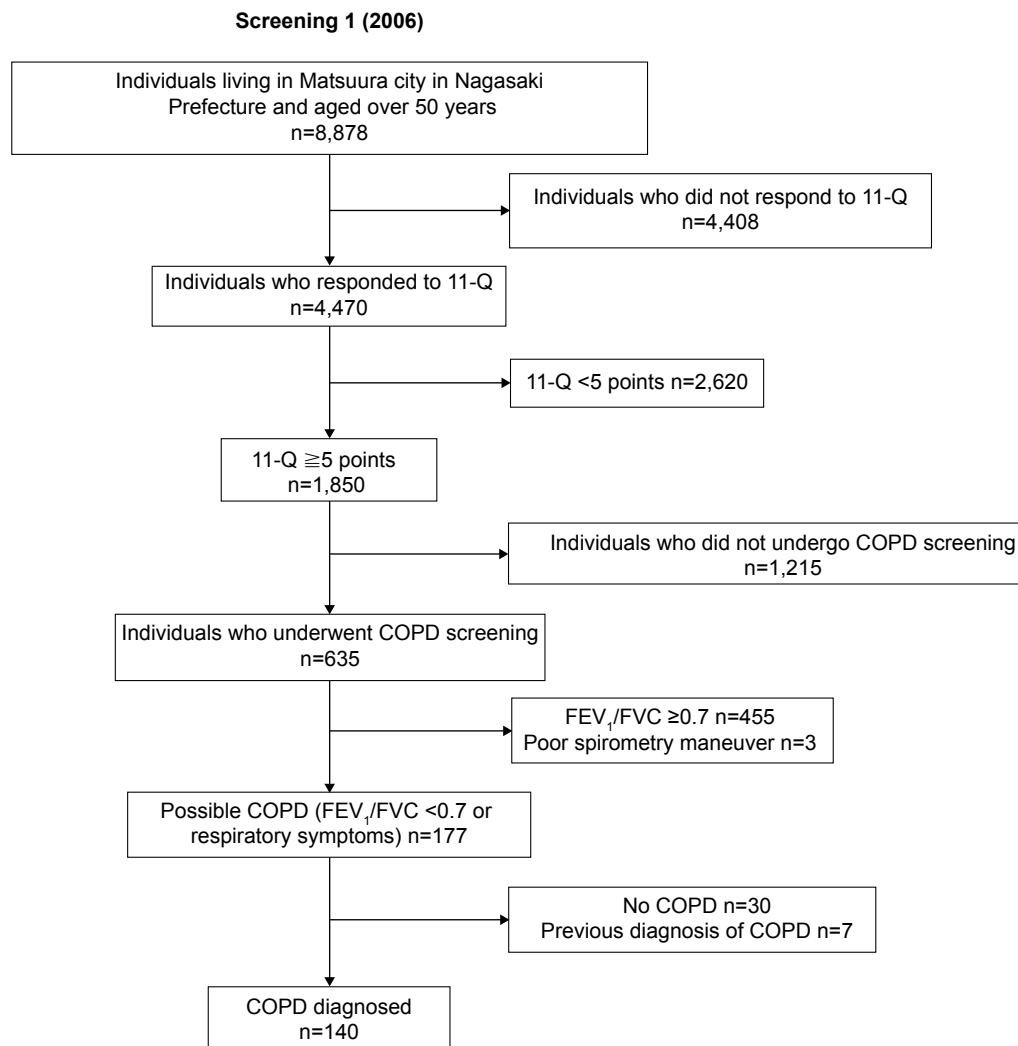 Screening 1 (2006)
Individuals living in Matsuura city in Nagasaki
Prefecture and aged over 50 years
n=8,878
Individuals who did not respond to 11-Q
n=4,408
Individuals who responded to 11-Q
n=4,470
11-Q <5 points n=2,620
11-Q ≧5 points
n=1,850
Individuals who did not undergo COPD screening
n=1,215
Individuals who underwent COPD screening
n=635
FEV₁/FVC ≥0.7 n=455
Poor spirometry maneuver n=3
Possible COPD (FEV₁/FVC <0.7 or
respiratory symptoms) n=177
No COPD n=30
Previous diagnosis of COPD n=7
COPD diagnosed
n=140